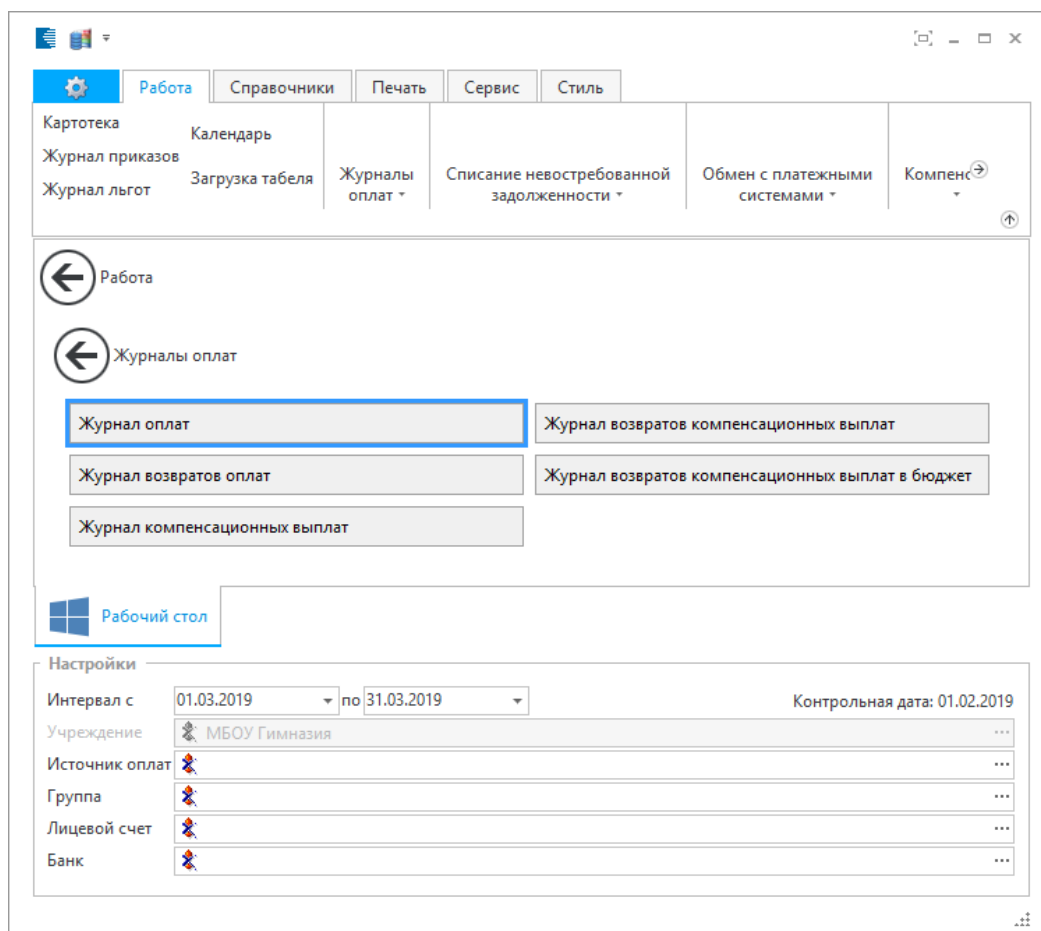 Работа
Справочники
Печать
Сервис
Стиль
Картотека
Журнал приказов
Журнал льгот
Календарь
Загрузка табеля
Журналы
оплат
Списание невостребованной
задолженности
Обмен с платежными
системами
Компенс
Работа
Журналы оплат
Журнал оплат
Журнал возвратов компенсационных выплат
Журнал возвратов оплат
Журнал возвратов компенсационных выплат в бюджет
Журнал компенсационных выплат
Рабочий стол
Настройки
Интервал с 01.03.2019 по 31.03.2019 Контрольная дата: 01.02.2019
Учреждение МБОУ Гимназия ...
Источник оплат ...
Группа ...
Лицевой счет ...
Банк ...